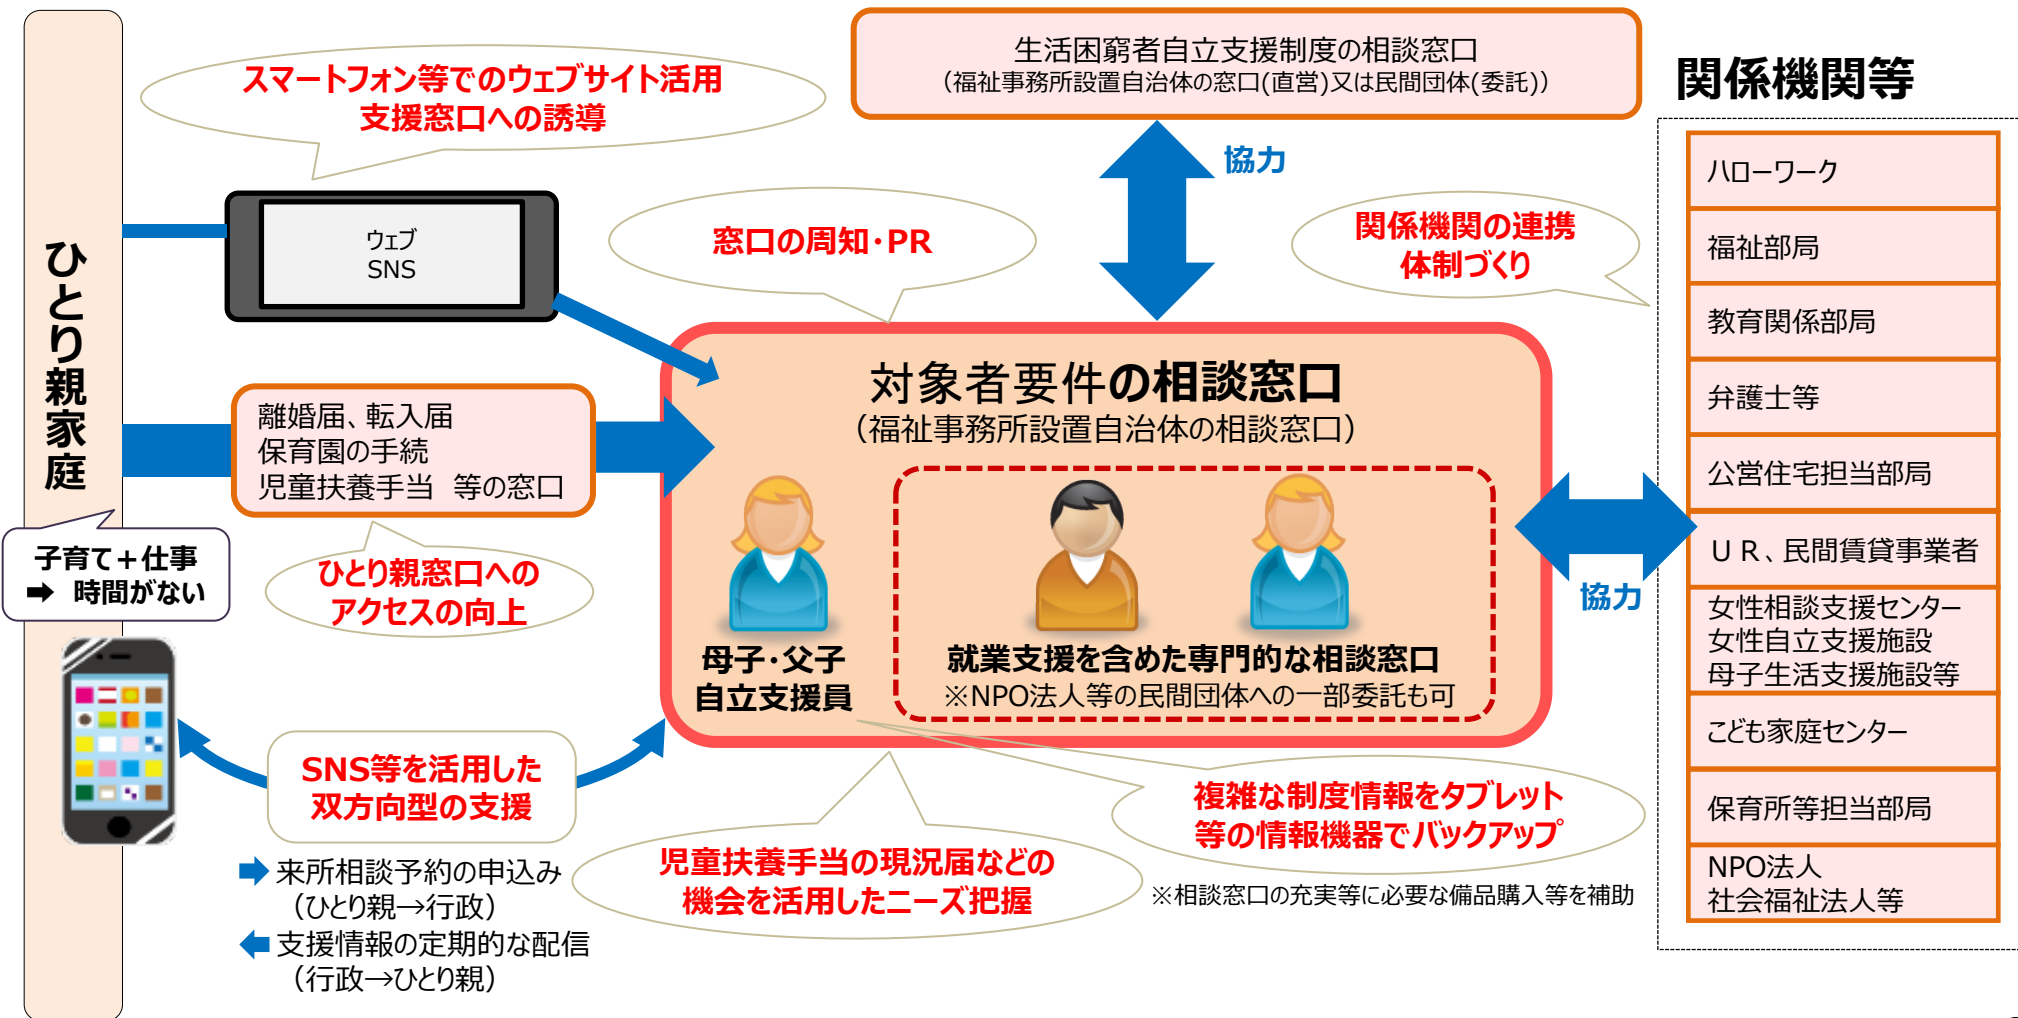 ひとり親家庭
子育て＋仕事
➡ 時間がない
スマートフォン等でのウェブサイト活用
支援窓口への誘導
ウェブ
SNS
離婚届、転入届
保育園の手続
児童扶養手当　等の窓口
ひとり親窓口への
アクセスの向上
SNS等を活用した
双方向型の支援
➡ 来所相談予約の申込み
（ひとり親→行政）
⬅ 支援情報の定期的な配信
（行政→ひとり親）
生活困窮者自立支援制度の相談窓口
（福祉事務所設置自治体の窓口(直営)又は民間団体(委託)）
協力
窓口の周知・PR
対象者要件の相談窓口
（福祉事務所設置自治体の相談窓口）
母子・父子
自立支援員
就業支援を含めた専門的な相談窓口
※NPO法人等の民間団体への一部委託も可
児童扶養手当の現況届などの
機会を活用したニーズ把握
複雑な制度情報をタブレット
等の情報機器でバックアップ
※相談窓口の充実等に必要な備品購入等を補助
関係機関の連携
体制づくり
協力
関係機関等
ハローワーク
福祉部局
教育関係部局
弁護士等
公営住宅担当部局
ＵＲ、民間賃貸事業者
女性相談支援センター
女性自立支援施設
母子生活支援施設等
こども家庭センター
保育所等担当部局
NPO法人
社会福祉法人等